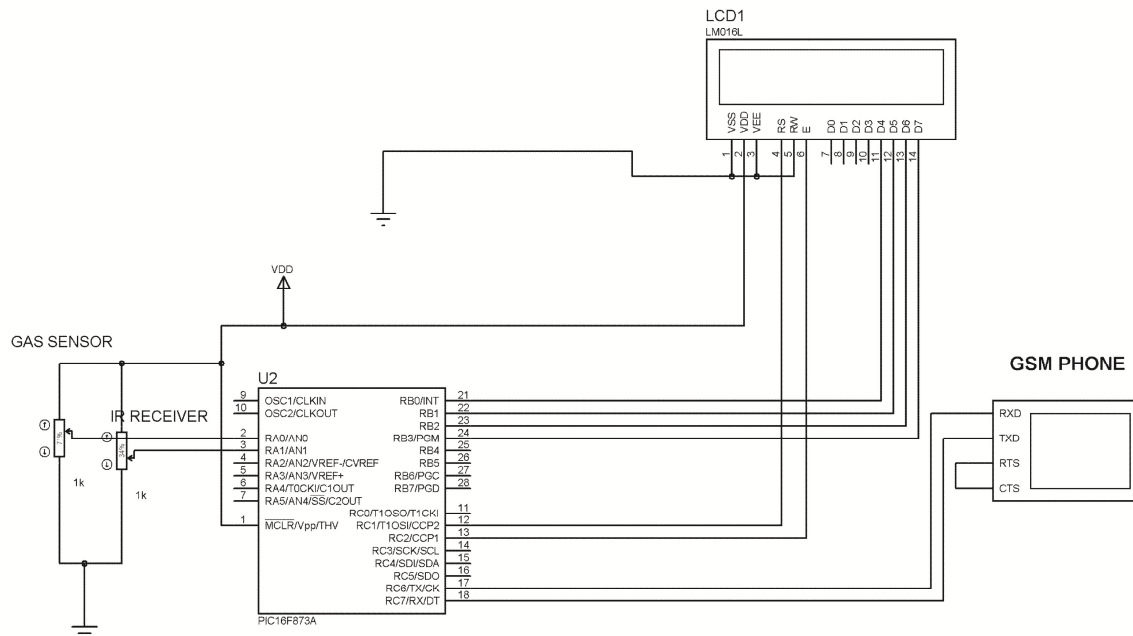 LCD1
LM016L
VSS
VDD
VEE
RS
RW
E
D0
D1
D2
D3
D4
D5
D6
D7
1
2
3
4
5
6
7
8
9
10
11
12
13
14
VDD
GAS SENSOR
GSM PHONE
U2
IR RECEIVER
9 OSC1/CLKIN RB0/INT 21
10 OSC2/CLKOUT RB1 22
RB2 23
2 RA0/AN0 RB3/PGM 24
3 RA1/AN1 RB4 25
4 RA2/AN2/VREF-/CVREF RB5 26
5 RA3/AN3/VREF+ RB6/PGC 27
6 RA4/T0CKI/C1OUT RB7/PGD 28
7 RA5/AN4/SS/C2OUT
RC0/T1OSO/T1CKI 11
1 MCLR/Vpp/THV RC1/T1OSI/CCP2 12
RC2/CCP1 13
RC3/SCK/SCL 14
RC4/SDI/SDA 15
RC5/SDO 16
RC6/TX/CK 17
RC7/RX/DT 18
PIC16F873A
34%
1k
1k
RXD
TXD
RTS
CTS